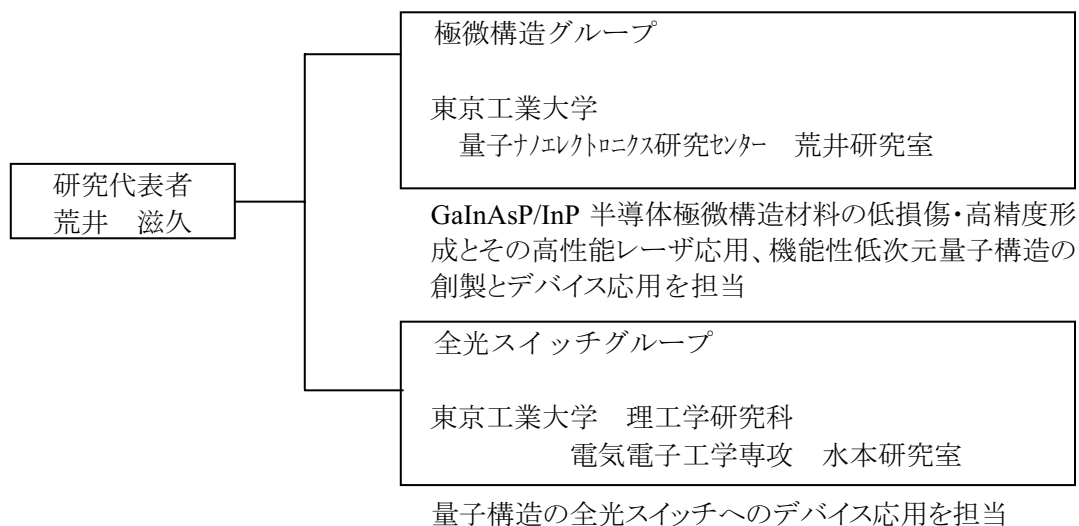 極微構造グループ
東京工業大学
量子ﾅﾉｴﾚｸﾄﾛﾆｸｽ研究ｾﾝﾀｰ　荒井研究室
研究代表者
荒井　滋久
GaInAsP/InP 半導体極微構造材料の低損傷・高精度形
成とその高性能レーザ応用、機能性低次元量子構造の
創製とデバイス応用を担当
全光スイッチグループ
東京工業大学　理工学研究科
電気電子工学専攻　水本研究室
量子構造の全光スイッチへのデバイス応用を担当